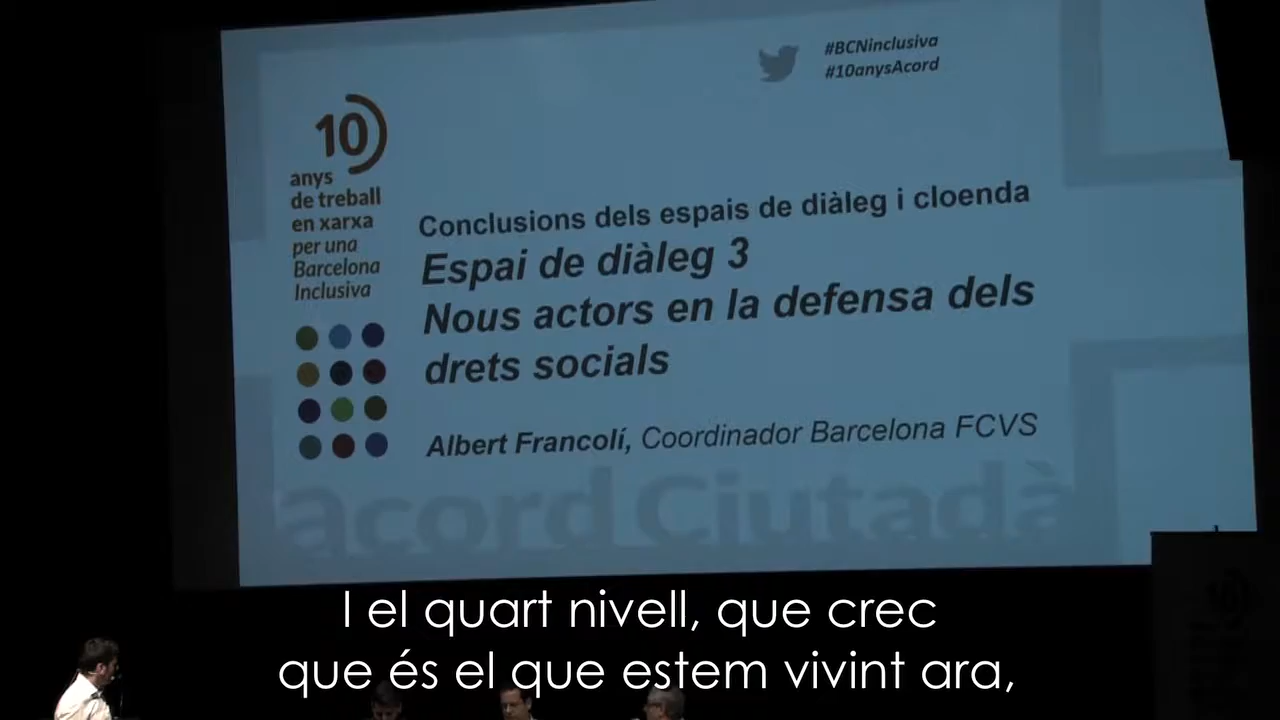 #BCNinclusiva
#10anysAcord
10
anys
de treball
en xarxa
per una
Barcelona
Inclusiva
Conclusions dels espais de diàleg i cloenda
Espai de diàleg 3
Nous actors en la defensa dels
drets socials
Albert Francolí, Coordinador Barcelona FCVS
acord Ciutadà
I el quart nivell, que crec
que és el que estem vivint ara,